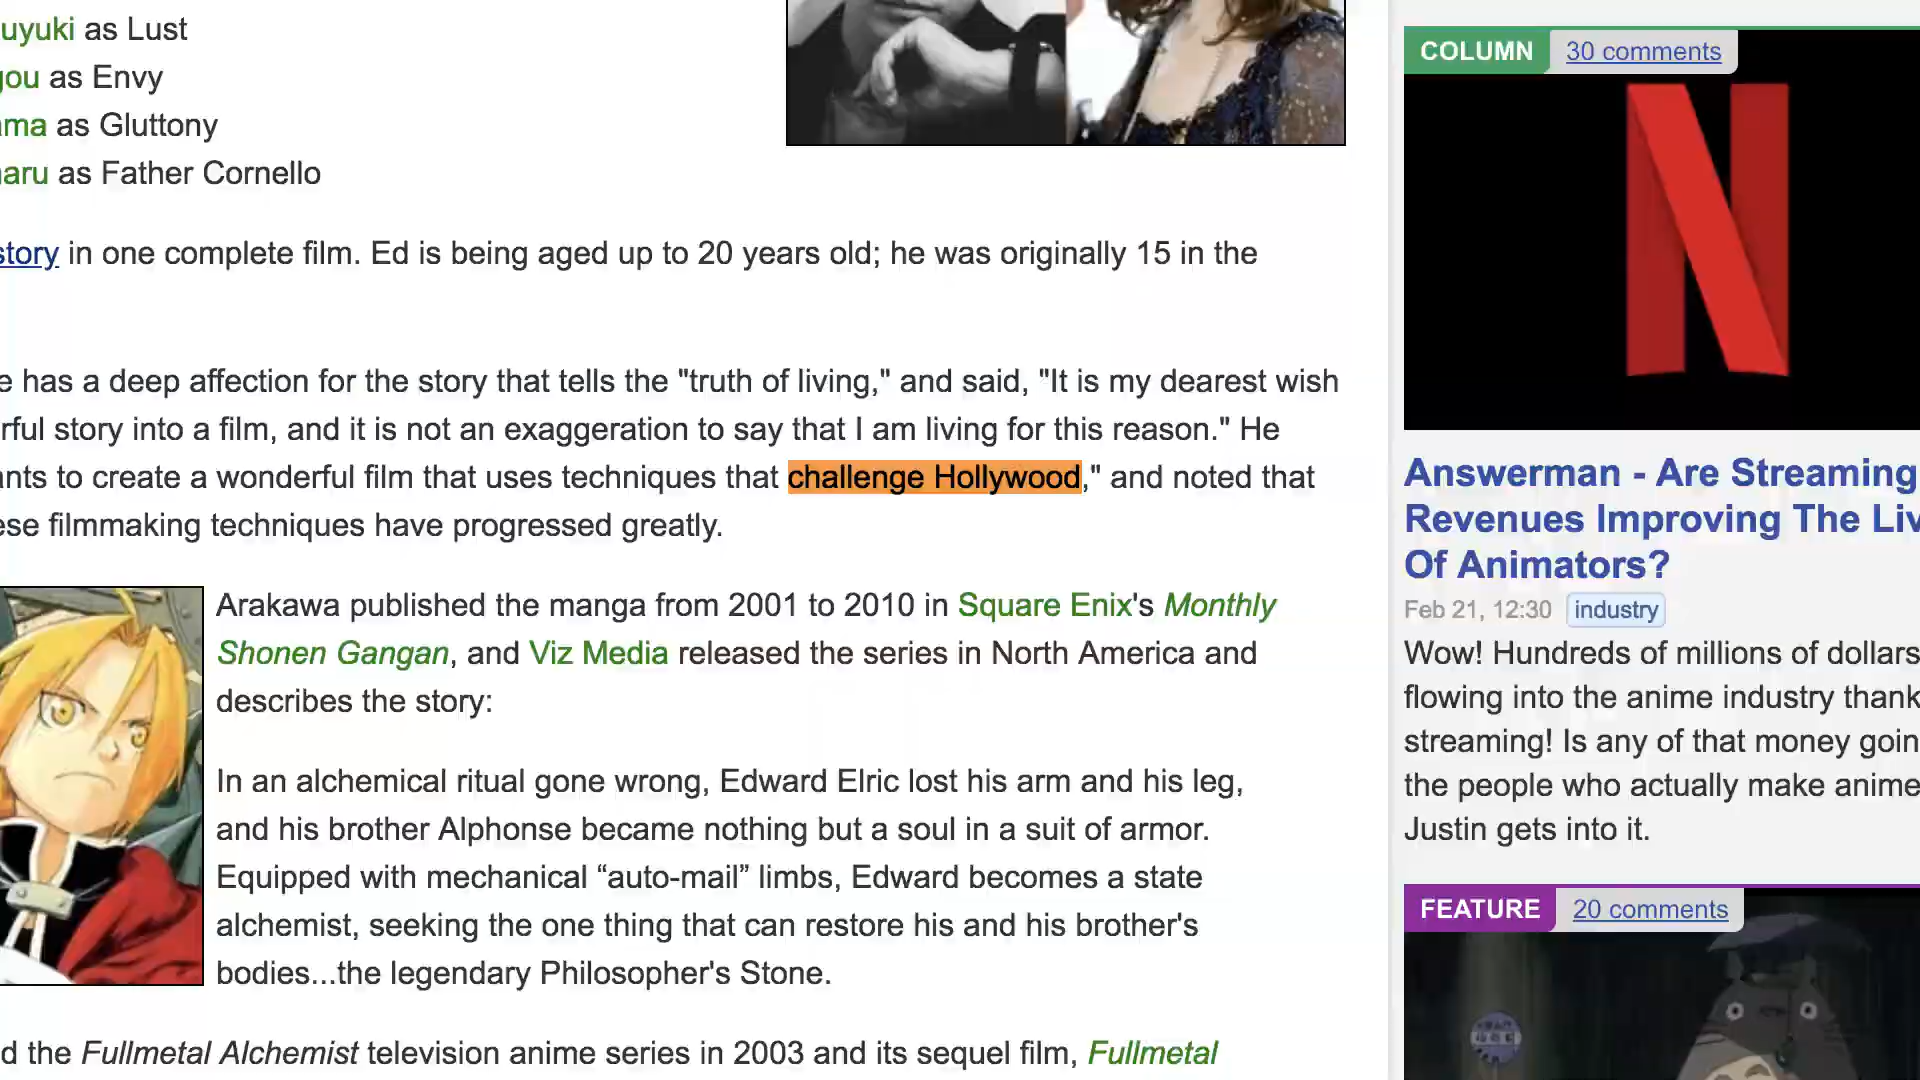 uyuki as Lust
gou as Envy
ama as Gluttony
naru as Father Cornello
story in one complete film. Ed is being aged up to 20 years old; he was originally 15 in the
e has a deep affection for the story that tells the "truth of living," and said, "It is my dearest wish
rful story into a film, and it is not an exaggeration to say that I am living for this reason." He
ants to create a wonderful film that uses techniques that challenge Hollywood," and noted that
ese filmmaking techniques have progressed greatly.
Arakawa published the manga from 2001 to 2010 in Square Enix's Monthly
Shonen Gangan, and Viz Media released the series in North America and
describes the story:
In an alchemical ritual gone wrong, Edward Elric lost his arm and his leg,
and his brother Alphonse became nothing but a soul in a suit of armor.
Equipped with mechanical “auto-mail” limbs, Edward becomes a state
alchemist, seeking the one thing that can restore his and his brother's
bodies...the legendary Philosopher's Stone.
d the Fullmetal Alchemist television anime series in 2003 and its sequel film, Fullmetal
COLUMN 30 comments
Answerman - Are Streaming
Revenues Improving The Liv
Of Animators?
Feb 21, 12:30 industry
Wow! Hundreds of millions of dollars
flowing into the anime industry thank
streaming! Is any of that money goin
the people who actually make anime
Justin gets into it.
FEATURE 20 comments